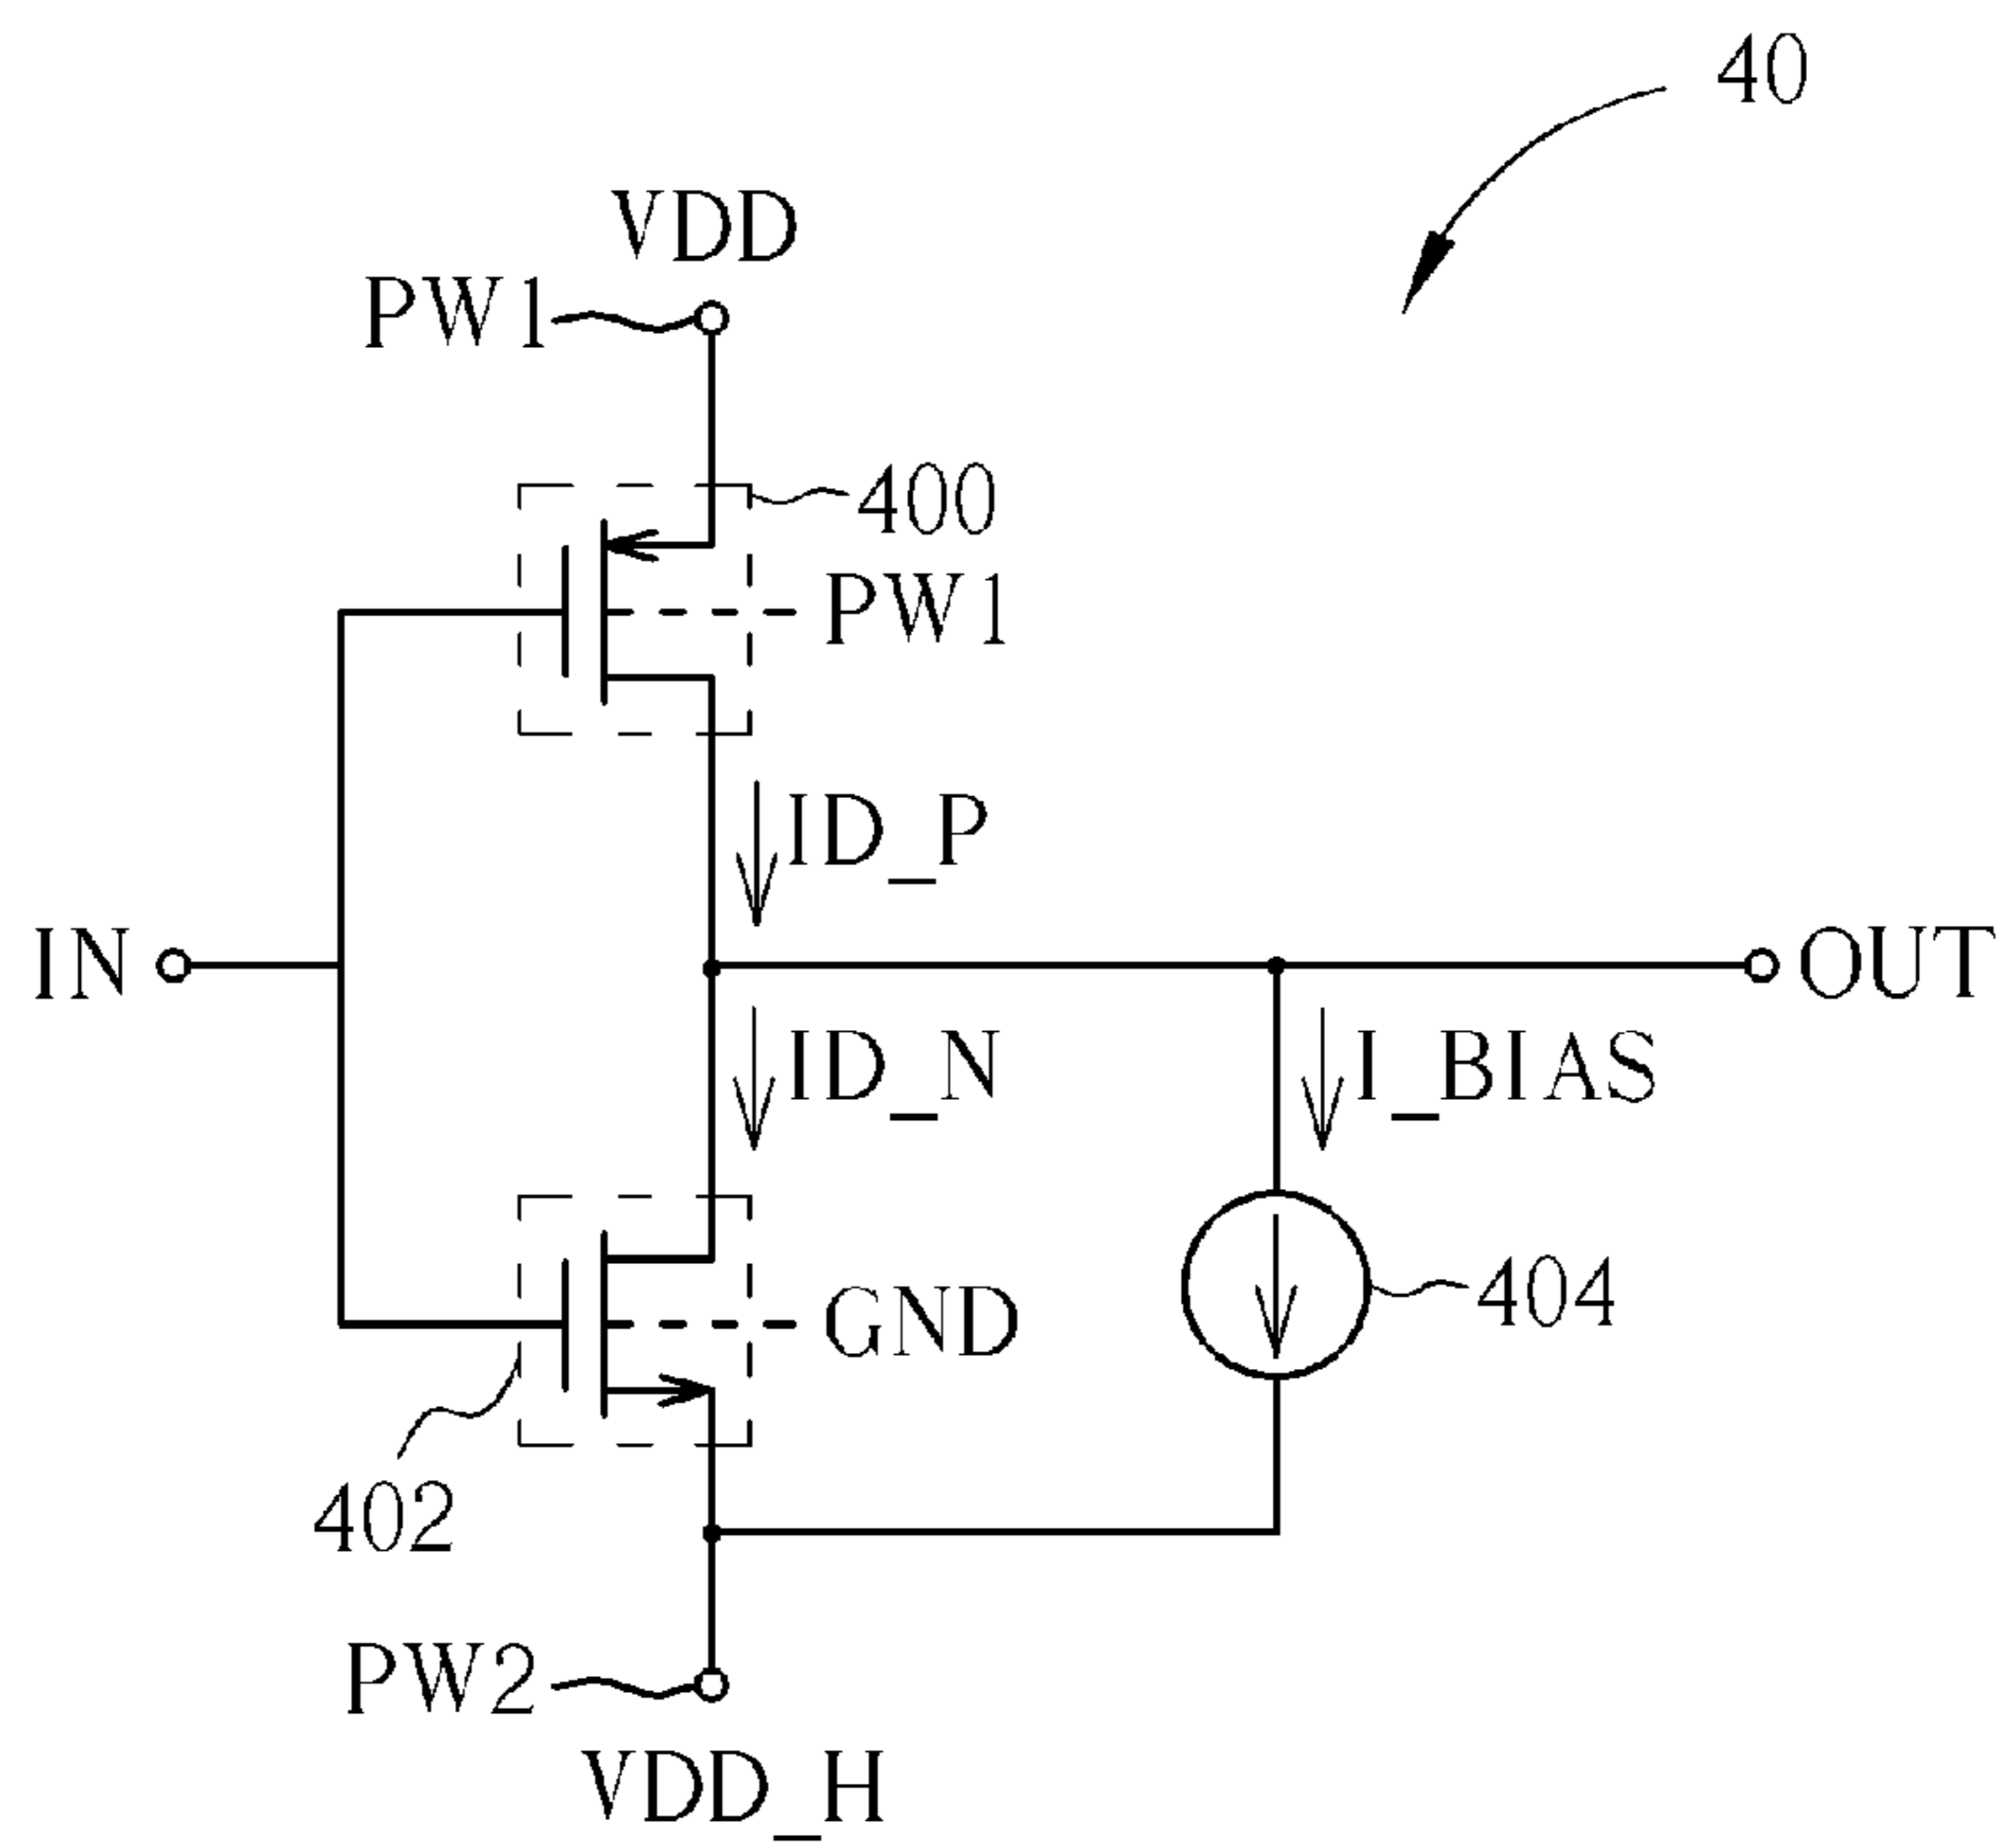 40
VDD
PW1
400
PW1
ID_P
IN
OUT
ID_N
I_BIAS
GND
404
402
PW2
VDD_H